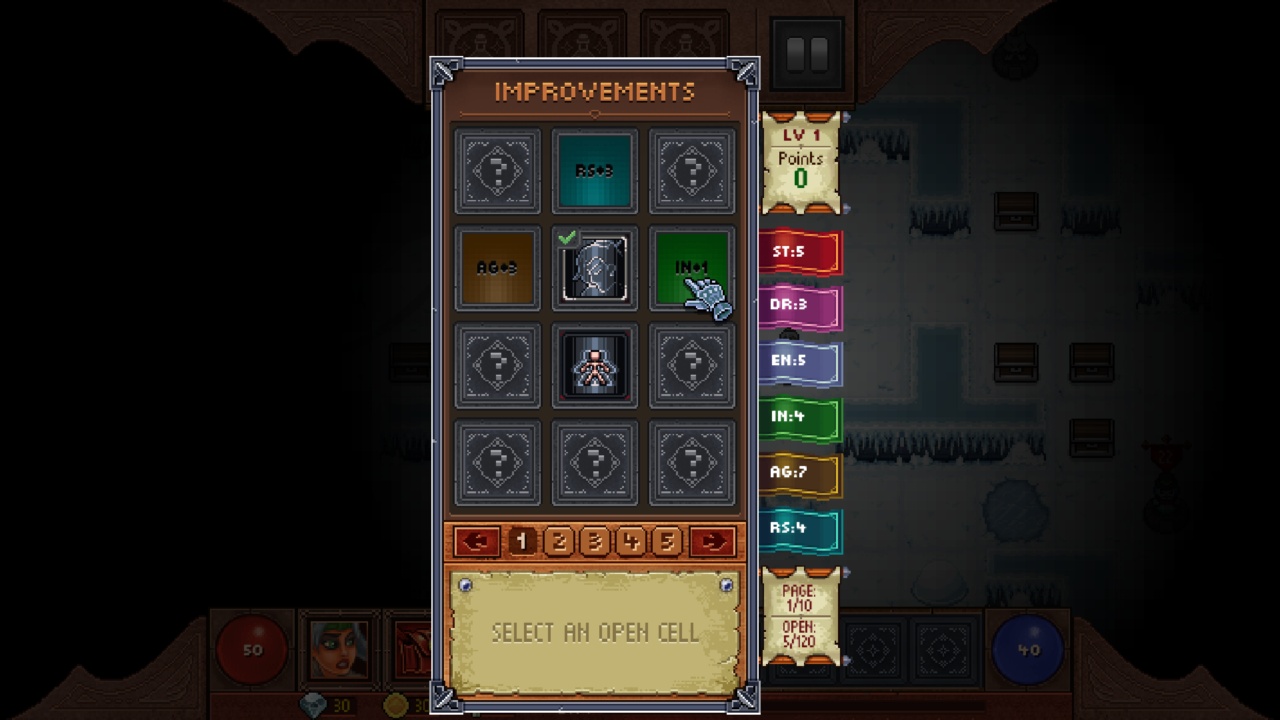 IMPROVEMENTS
?
RS+3
?
AG+3
IN+1
?
?
?
?
?
1
2
3
4
5
SELECT AN OPEN CELL
LV 1
Points
0
ST:5
DR:3
EN:5
IN:4
AG:7
RS:4
PAGE:
1/10
OPEN:
5/120
50
40
30